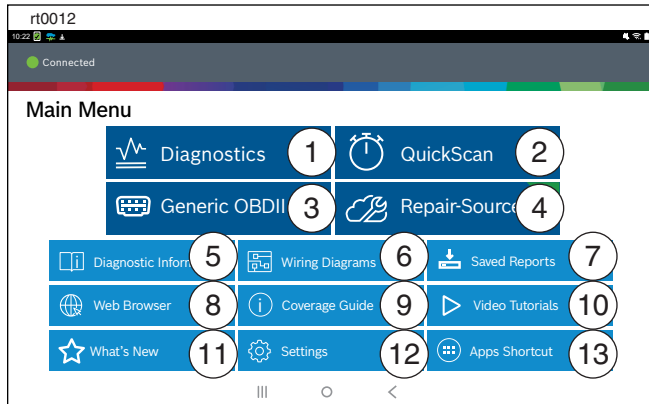 rt0012
10:22
Connected
Main Menu
Diagnostics 1 QuickScan 2
Generic OBDII 3 Repair-Source 4
Diagnostic Inforr 5 Wiring Diagrams 6 Saved Reports 7
Web Browser 8 Coverage Guide 9 Video Tutorials 10
What's New 11 Settings 12 Apps Shortcut 13